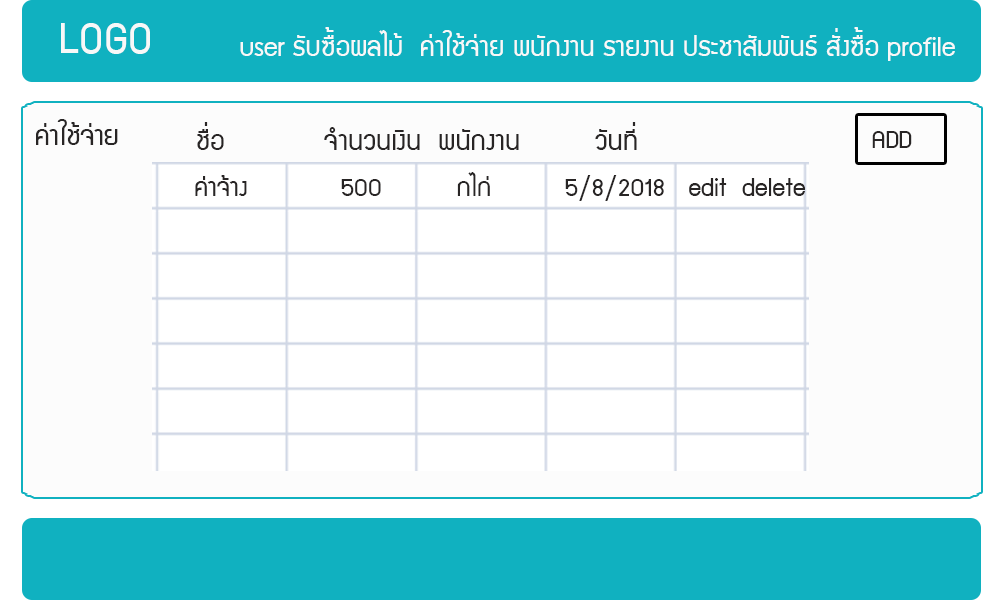 LOGO
user รับซื้อผลไม้ ค่าใช้จ่าย พนักงาน รายงาน ประชาสัมพันธ์ สั่งซื้อ profile
ค่าใช้จ่าย
ชื่อ จำนวนเงิน พนักงาน วันที่
ADD
ค่าจ้าง 500 กไก่ 5/8/2018 edit delete